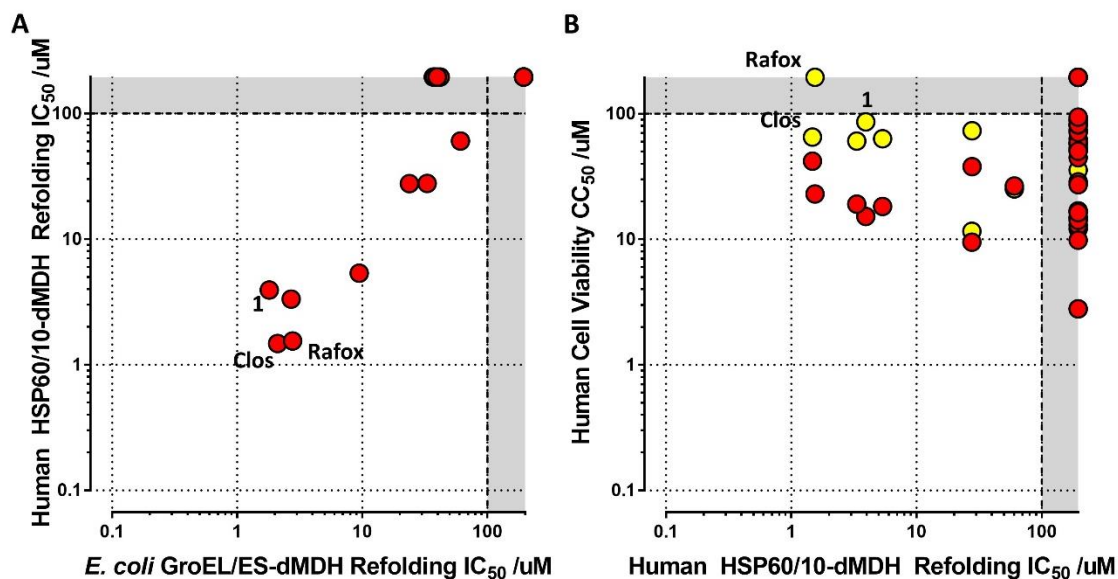 A
Human HSP60/10-dMDH Refolding IC50 /uM
100
10
1
0.1
1
Clos
Rafox
0.1
1
10
100
E. coli GroEL/ES-dMDH Refolding IC50 /uM
B
Human Cell Viability CC50 /uM
Rafox
1
Clos
100
10
1
0.1
0.1
1
10
100
Human HSP60/10-dMDH Refolding IC50 /uM